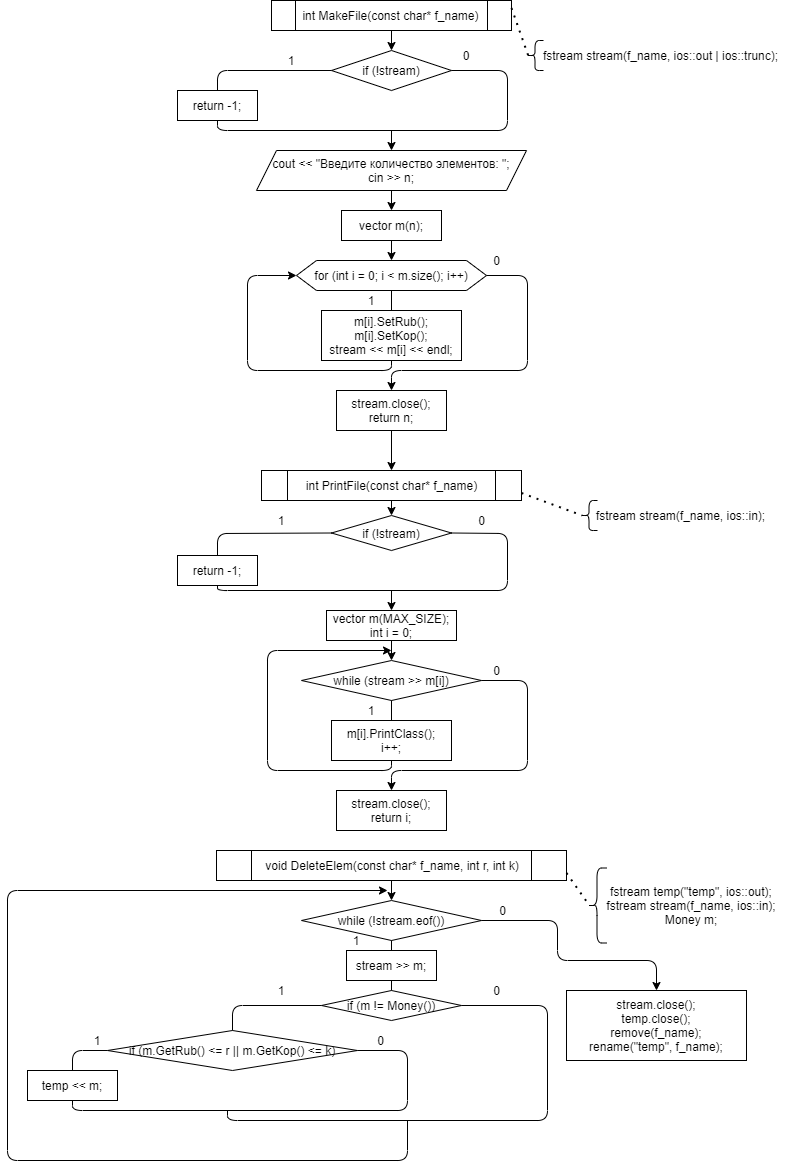 int MakeFile(const char* f_name)
fstream stream(f_name, ios::out | ios::trunc);
1
if (!stream)
0
return -1;
cout << "Введите количество элементов: ";
cin >> n;
vector m(n);
for (int i = 0; i < m.size(); i++)
0
1
m[i].SetRub();
m[i].SetKop();
stream << m[i] << endl;
stream.close();
return n;
int PrintFile(const char* f_name)
fstream stream(f_name, ios::in);
1
if (!stream)
0
return -1;
vector m(MAX_SIZE);
int i = 0;
while (stream >> m[i])
0
1
m[i].PrintClass();
i++;
stream.close();
return i;
void DeleteElem(const char* f_name, int r, int k)
fstream temp("temp", ios::out);
fstream stream(f_name, ios::in);
Money m;
while (!stream.eof())
0
1
stream >> m;
1
if (m != Money())
0
stream.close();
temp.close();
remove(f_name);
rename("temp", f_name);
1
if (m.GetRub() <= r || m.GetKop() <= k)
0
temp << m;